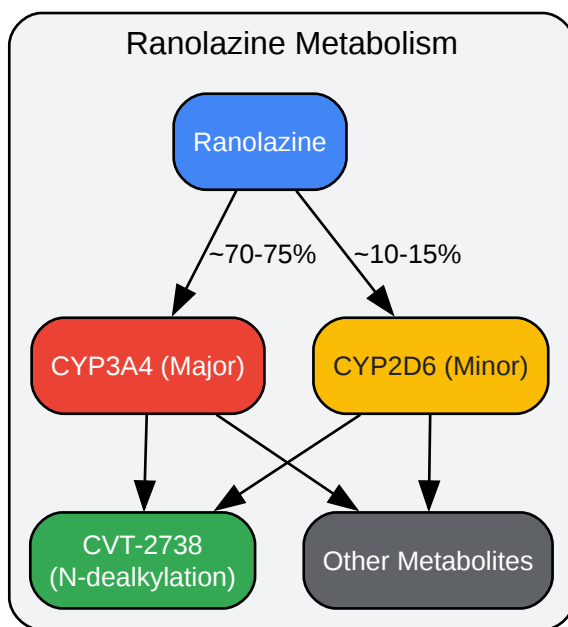 Ranolazine Metabolism
Ranolazine
~70-75%
~10-15%
CYP3A4 (Major)
CYP2D6 (Minor)
CVT-2738
(N-dealkylation)
Other Metabolites